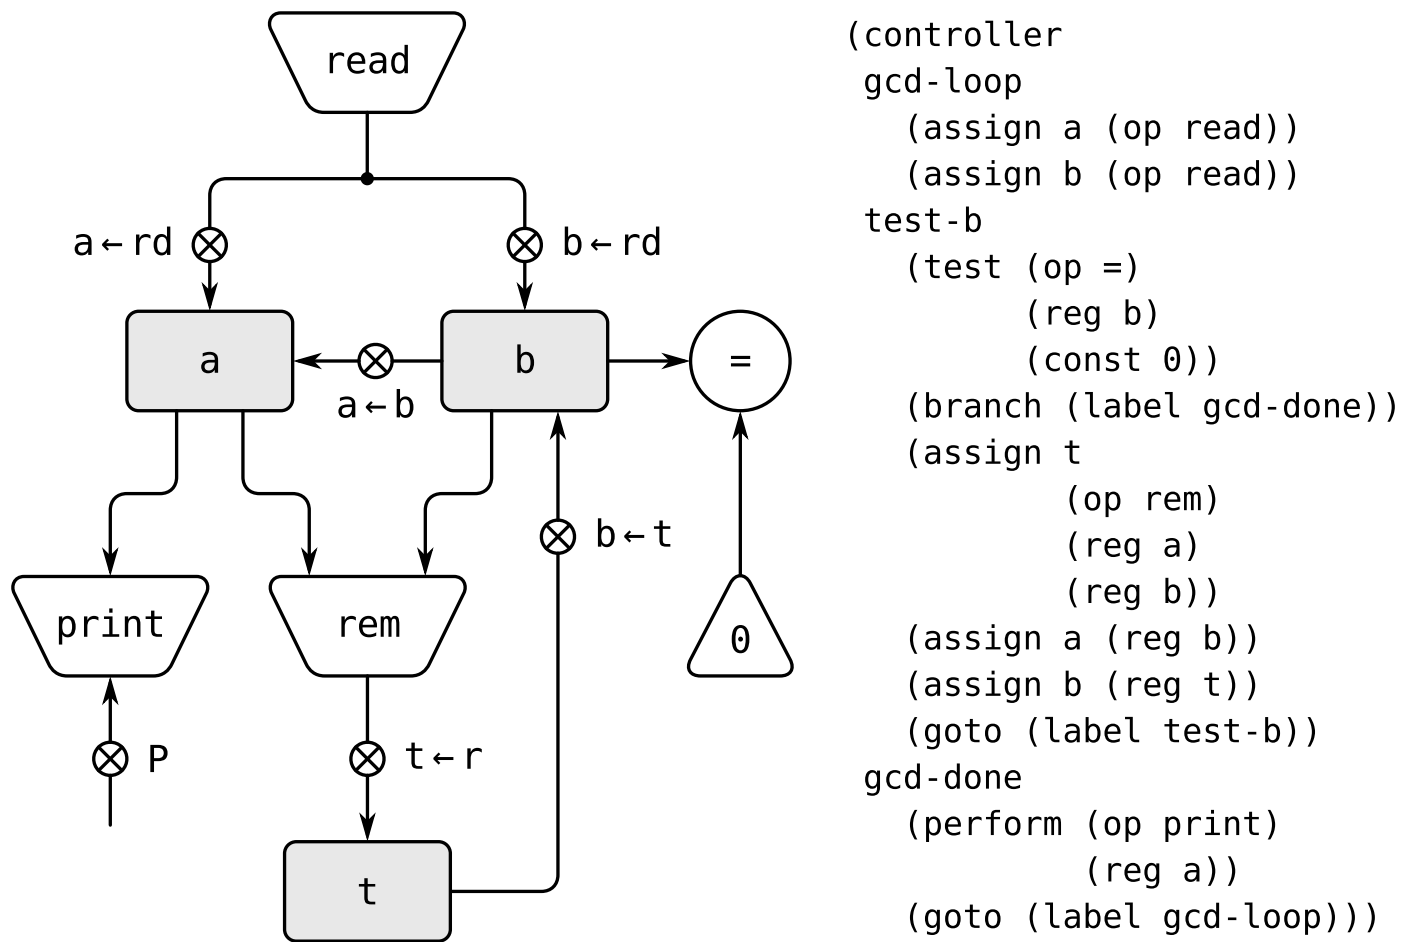 read
a←rd
b←rd
a
b
=
a←b
b←t
print
rem
0
P
t←r
t
(controller
 gcd-loop
   (assign a (op read))
   (assign b (op read))
 test-b
   (test (op =)
         (reg b)
         (const 0))
   (branch (label gcd-done))
   (assign t
           (op rem)
           (reg a)
           (reg b))
   (assign a (reg b))
   (assign b (reg t))
   (goto (label test-b))
 gcd-done
   (perform (op print)
            (reg a))
   (goto (label gcd-loop)))